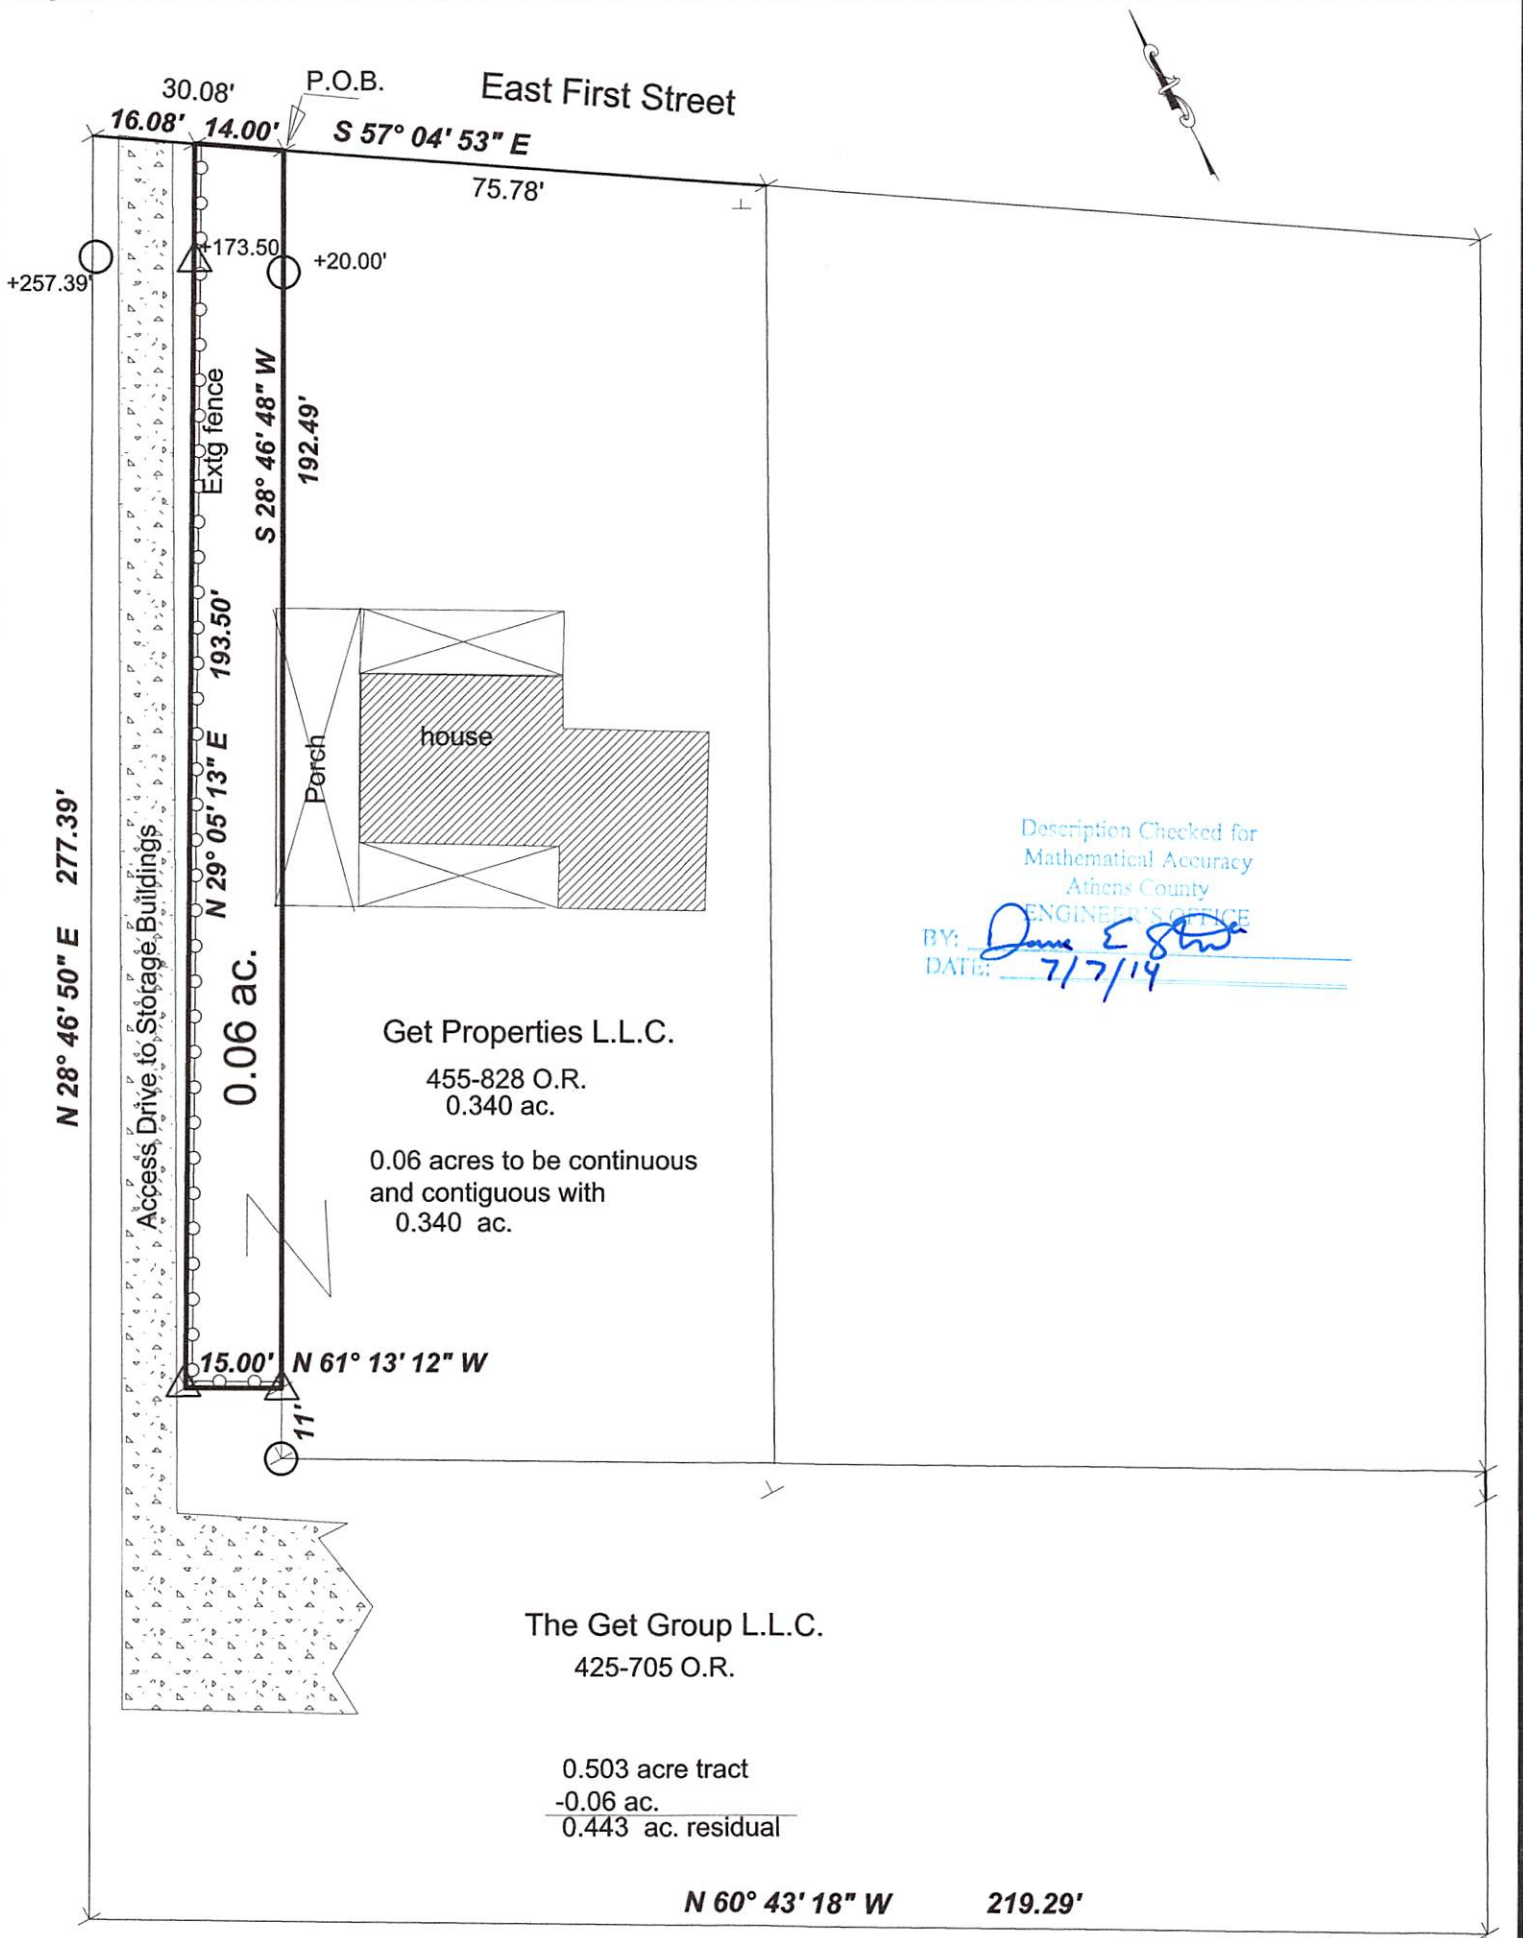 East First Street
P.O.B.
30.08'
16.08'
14.00'
S 57° 04' 53" E
75.78'
+173.50
+20.00'
+257.39'
Extg fence
S 28° 46' 48" W
192.49'
N 29° 05' 13" E 193.50'
Porch
house
N 28° 46' 50" E 277.39'
Access Drive to Storage Buildings
0.06 ac.
Description Checked for
Mathematical Accuracy
Athens County
ENGINEER'S OFFICE
BY:
DATE: 7/7/14
Get Properties L.L.C.
455-828 O.R.
0.340 ac.
0.06 acres to be continuous
and contiguous with
0.340 ac.
15.00'
N 61° 13' 12" W
11'
The Get Group L.L.C.
425-705 O.R.
0.503 acre tract
-0.06 ac.
0.443 ac. residual
N 60° 43' 18" W 219.29'